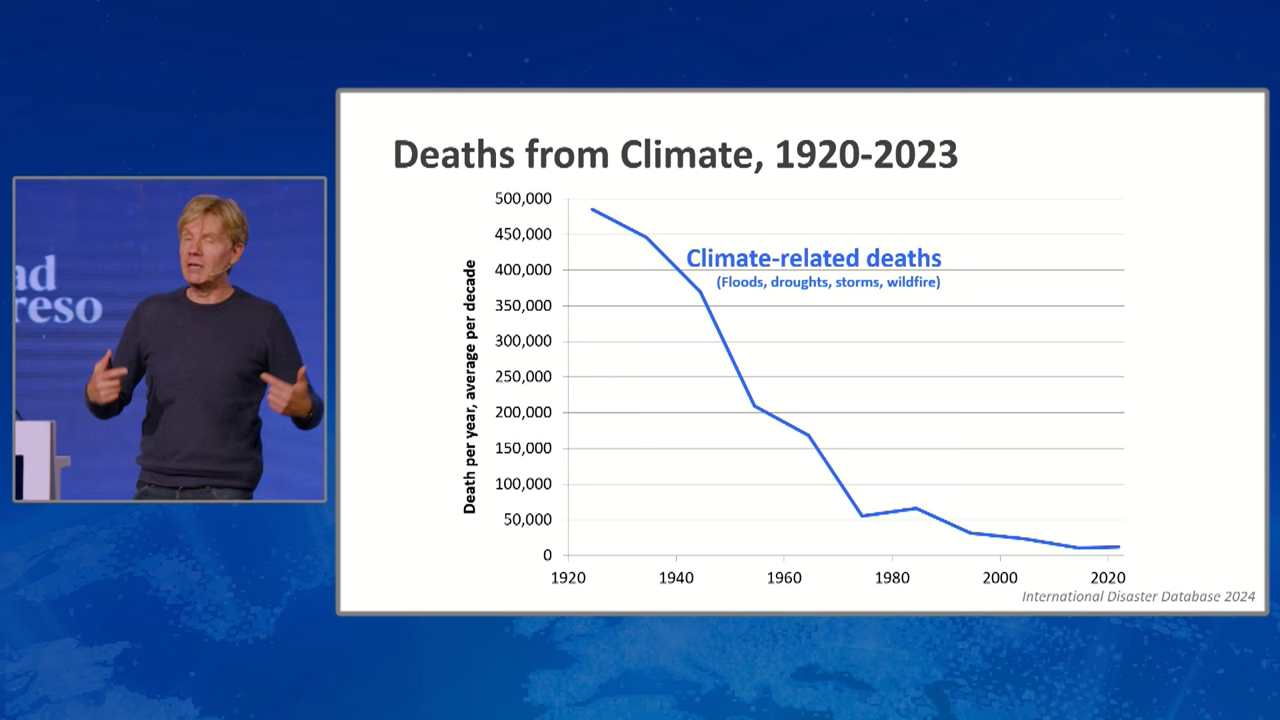 ad
reso
Deaths from Climate, 1920-2023
500,000
450,000
400,000
350,000
300,000
250,000
200,000
150,000
100,000
50,000
0
Death per year, average per decade
Climate-related deaths
(Floods, droughts, storms, wildfire)
1920 1940 1960 1980 2000 2020
International Disaster Database 2024